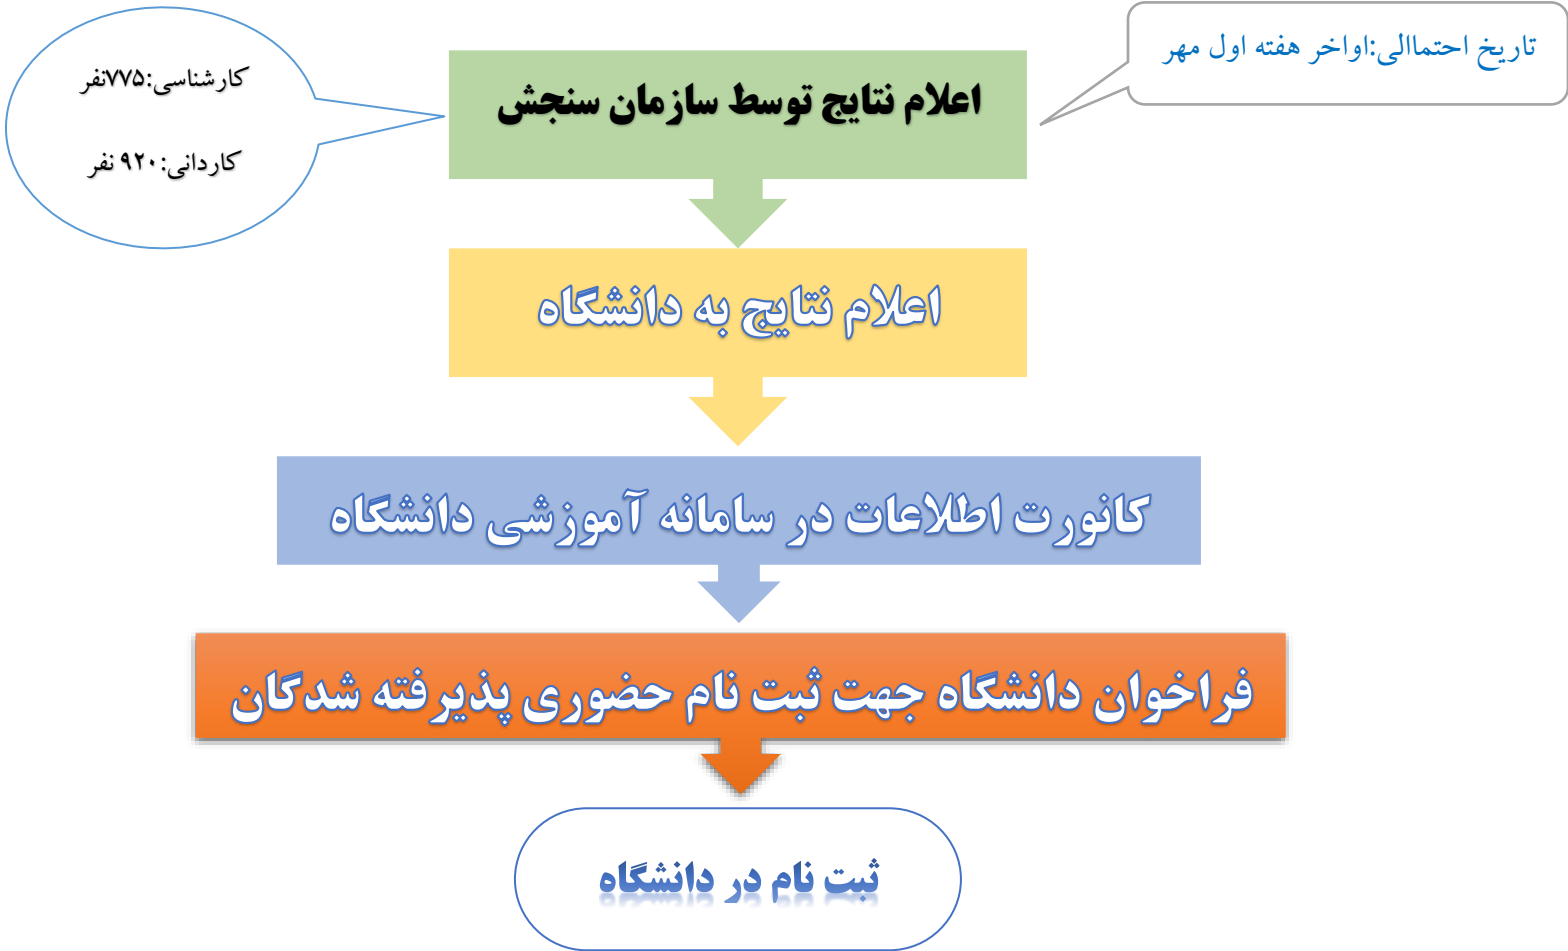 تاریخ احتماالی:اواخر هفته اول مهر
کارشناسی:۷۷۵نفر
کاردانی:۹۲۰ نفر
اعلام نتایج توسط سازمان سنجش
اعلام نتایج به دانشگاه
کانورت اطلاعات در سامانه آموزشی دانشگاه
فراخوان دانشگاه جهت ثبت نام حضوری پذیرفته شدگان
ثبت نام در دانشگاه